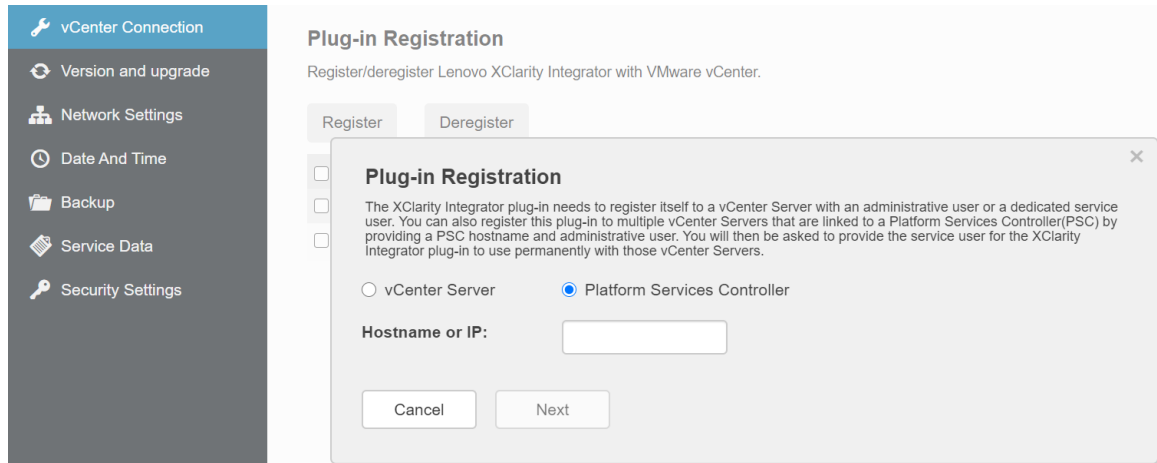 vCenter Connection
Version and upgrade
Network Settings
Date And Time
Backup
Service Data
Security Settings
Plug-in Registration
Register/deregister Lenovo XClarity Integrator with VMware vCenter.
Register Deregister
Plug-in Registration
The XClarity Integrator plug-in needs to register itself to a vCenter Server with an administrative user or a dedicated service
user. You can also register this plug-in to multiple vCenter Servers that are linked to a Platform Services Controller(PSC) by
providing a PSC hostname and administrative user. You will then be asked to provide the service user for the XClarity
Integrator plug-in to use permanently with those vCenter Servers.
vCenter Server Platform Services Controller
Hostname or IP:
Cancel Next